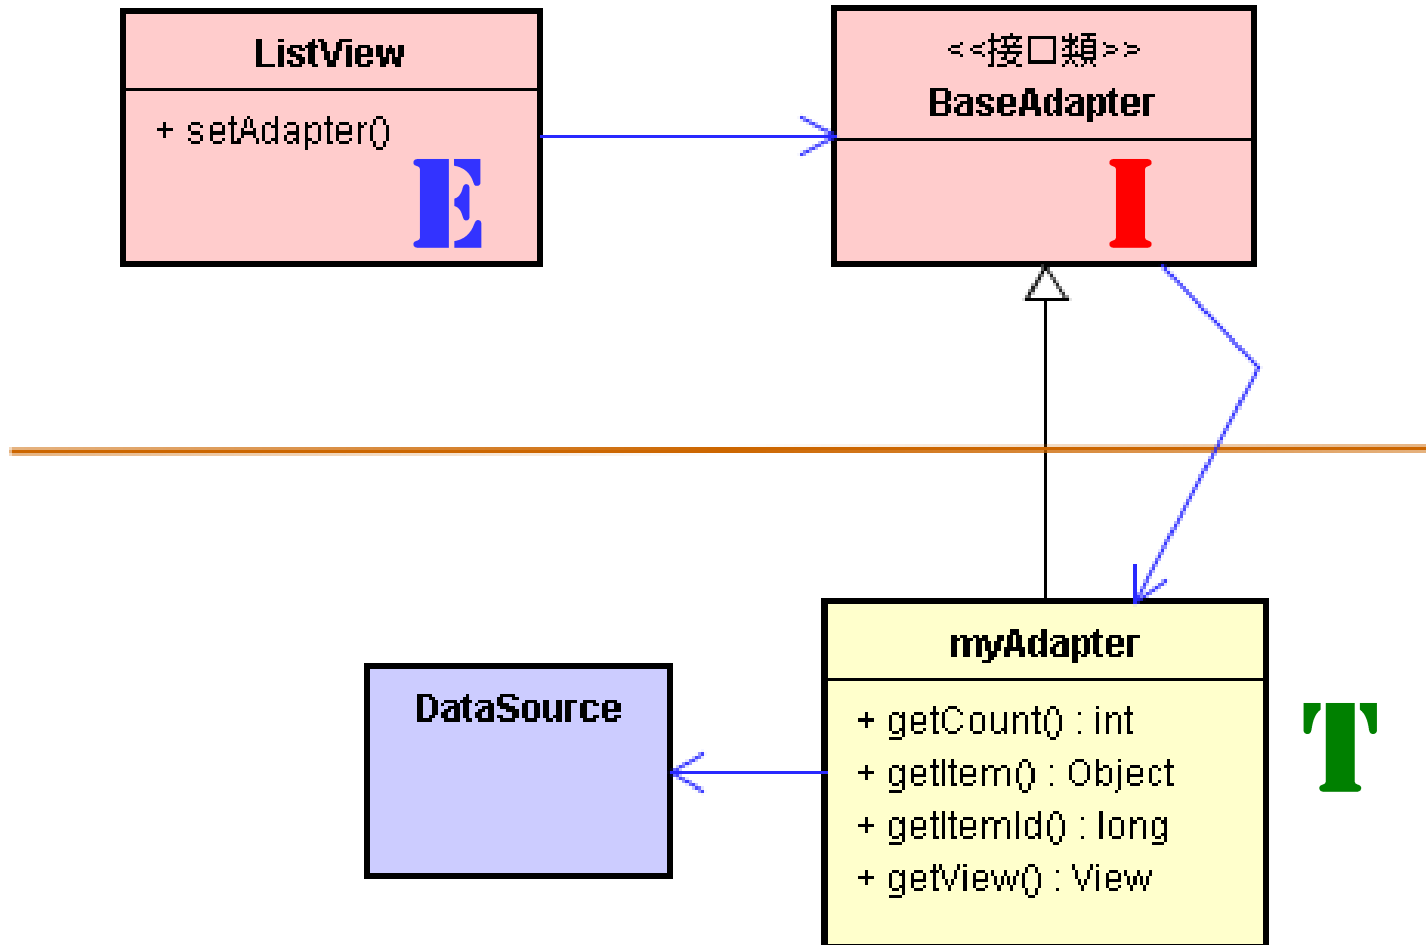 ListView
+ setAdapter()
E
<<接口類>>
BaseAdapter
I
DataSource
myAdapter
+ getCount() : int
+ getItem() : Object
+ getItemId() : long
+ getView() : View
T